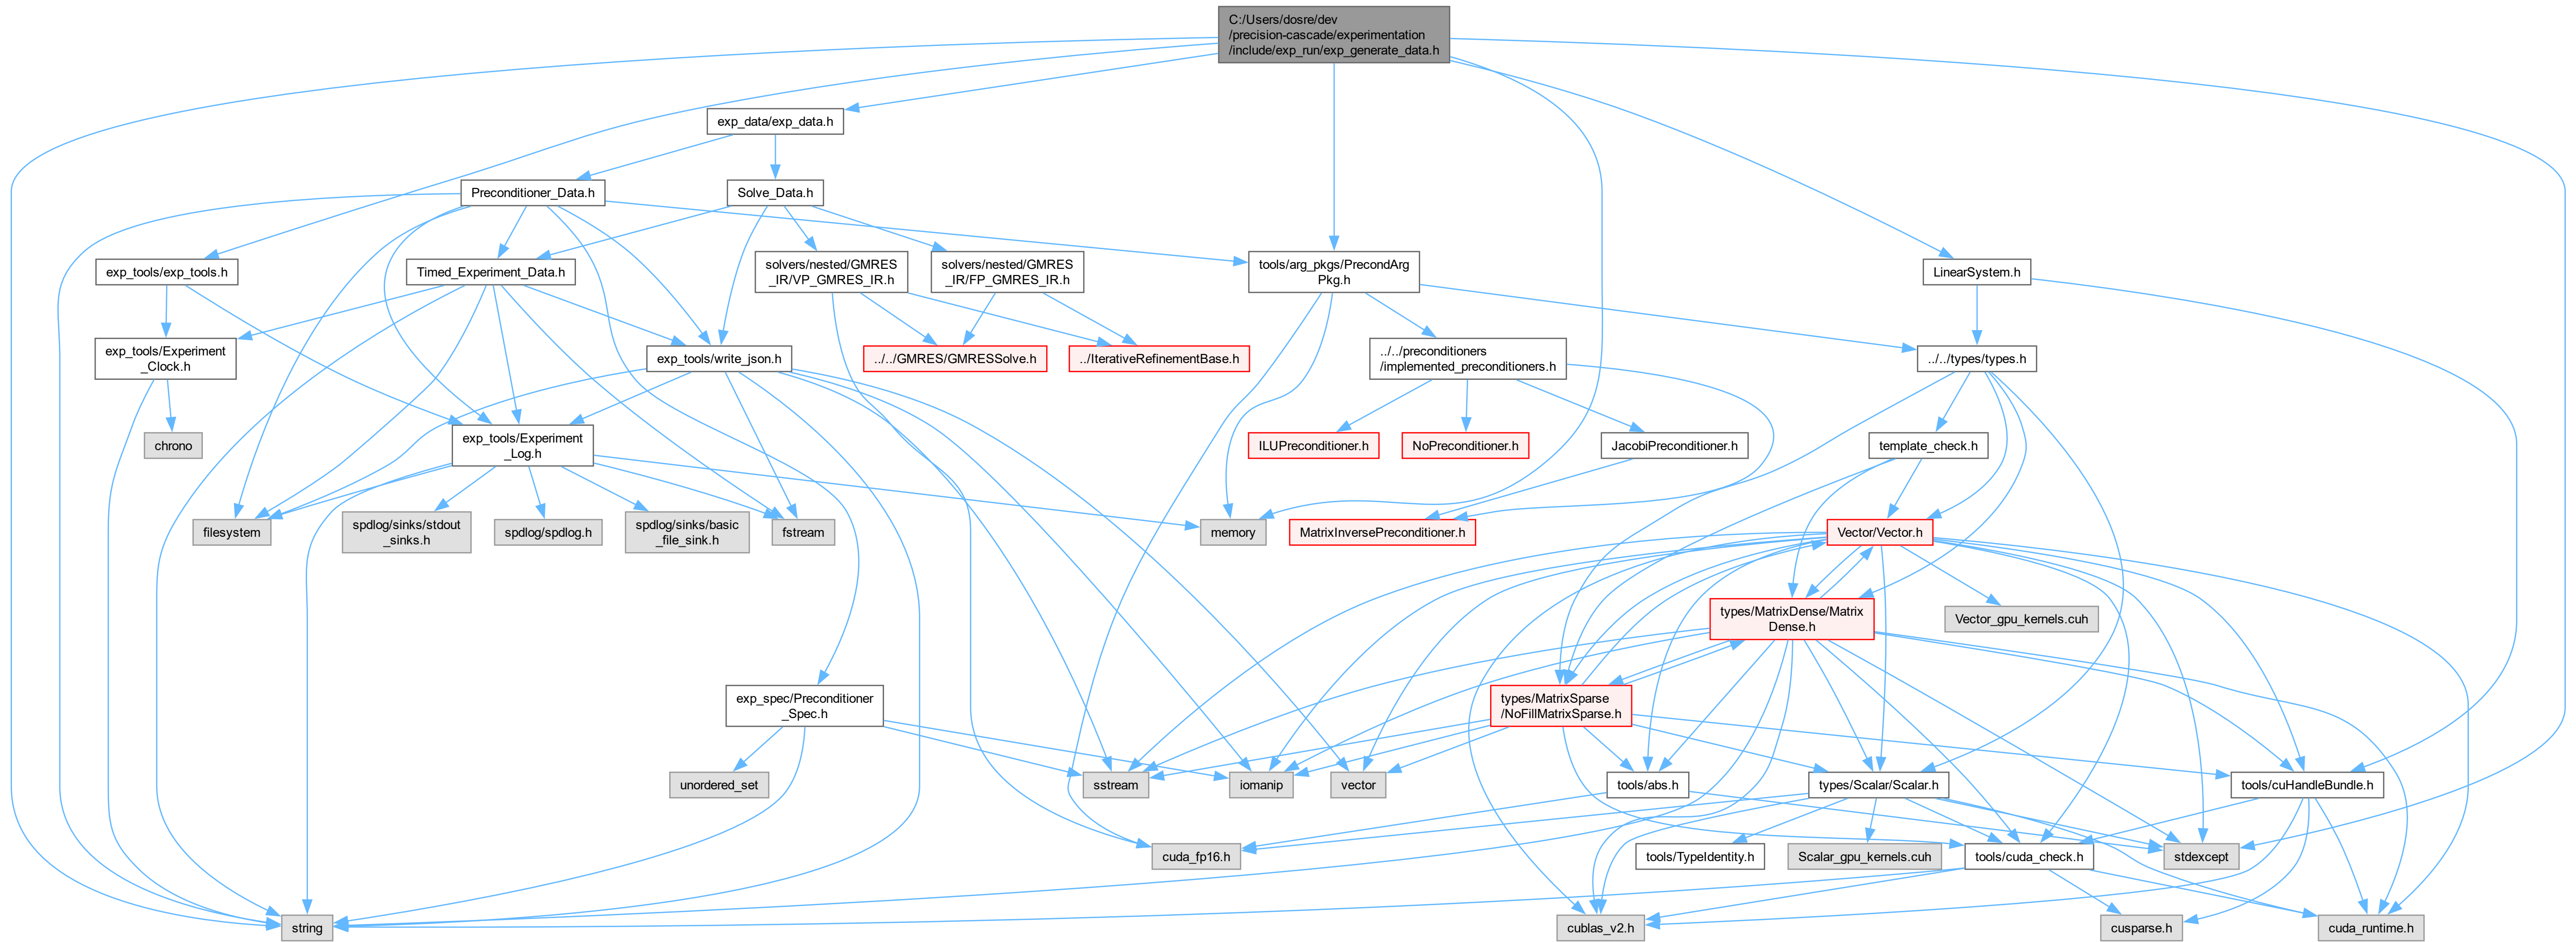 C:/Users/dosre/dev
/precision-cascade/experimentation
/include/exp_run/exp_generate_data.h
exp_data/exp_data.h
Preconditioner_Data.h
Solve_Data.h
exp_tools/exp_tools.h
Timed_Experiment_Data.h
solvers/nested/GMRES
_IR/VP_GMRES_IR.h
solvers/nested/GMRES
_IR/FP_GMRES_IR.h
tools/arg_pkgs/PrecondArg
Pkg.h
LinearSystem.h
exp_tools/Experiment
_Clock.h
exp_tools/write_json.h
../../GMRES/GMRESSolve.h
../IterativeRefinementBase.h
../../preconditioners
/implemented_preconditioners.h
../../types/types.h
chrono
exp_tools/Experiment
_Log.h
ILUPreconditioner.h
NoPreconditioner.h
JacobiPreconditioner.h
template_check.h
filesystem
spdlog/sinks/stdout
_sinks.h
spdlog/spdlog.h
spdlog/sinks/basic
_file_sink.h
fstream
memory
MatrixInversePreconditioner.h
Vector/Vector.h
types/MatrixDense/Matrix
Dense.h
Vector_gpu_kernels.cuh
exp_spec/Preconditioner
_Spec.h
types/MatrixSparse
/NoFillMatrixSparse.h
unordered_set
sstream
iomanip
vector
tools/abs.h
types/Scalar/Scalar.h
tools/cuHandleBundle.h
cuda_fp16.h
tools/TypeIdentity.h
Scalar_gpu_kernels.cuh
tools/cuda_check.h
stdexcept
string
cublas_v2.h
cusparse.h
cuda_runtime.h